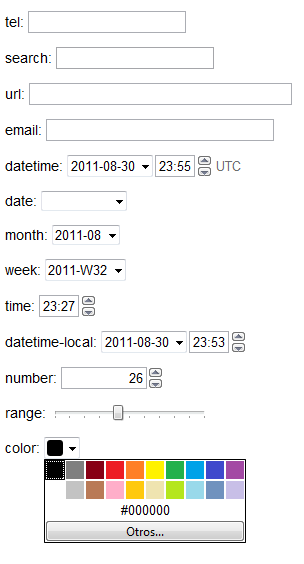 tel:
search:
url:
email:
datetime: 2011-08-30 23:55 UTC
date:
month: 2011-08
week: 2011-W32
time: 23:27
datetime-local: 2011-08-30 23:53
number: 26
range:
color:
#000000
Otros...